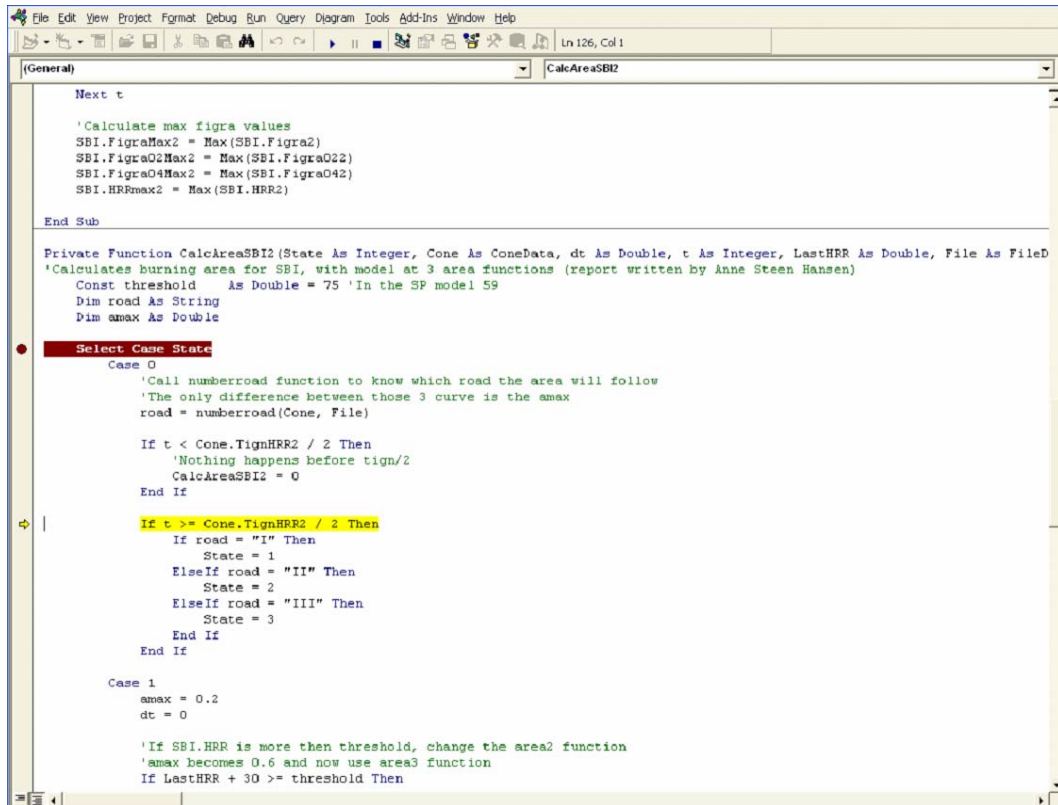 File Edit View Project Format Debug Run Query Diagram Tools Add-Ins Window Help
Ln 126, Col 1
(General) CalcAreaSBI2
Next t
'Calculate max figra values
SBI.FigraMax2 = Max(SBI.Figra2)
SBI.FigraO2Max2 = Max(SBI.FigraO22)
SBI.FigraO4Max2 = Max(SBI.FigraO42)
SBI.HRRmax2 = Max(SBI.HRR2)
End Sub
Private Function CalcAreaSBI2(State As Integer, Cone As ConeData, dt As Double, t As Integer, LastHRR As Double, File As FileD
'Calculates burning area for SBI, with model at 3 area functions (report written by Anne Steen Hansen)
Const threshold As Double = 75 'In the SP model 59
Dim road As String
Dim amax As Double
Select Case State
Case 0
'Call numberroad function to know which road the area will follow
'The only difference between those 3 curve is the amax
road = numberroad(Cone, File)
If t < Cone.TignHRR2 / 2 Then
'Nothing happens before tign/2
CalcAreaSBI2 = 0
End If
If t >= Cone.TignHRR2 / 2 Then
If road = "I" Then
State = 1
ElseIf road = "II" Then
State = 2
ElseIf road = "III" Then
State = 3
End If
End If
Case 1
amax = 0.2
dt = 0
'If SBI.HRR is more then threshold, change the area2 function
'amax becomes 0.6 and now use area3 function
If LastHRR + 30 >= threshold Then